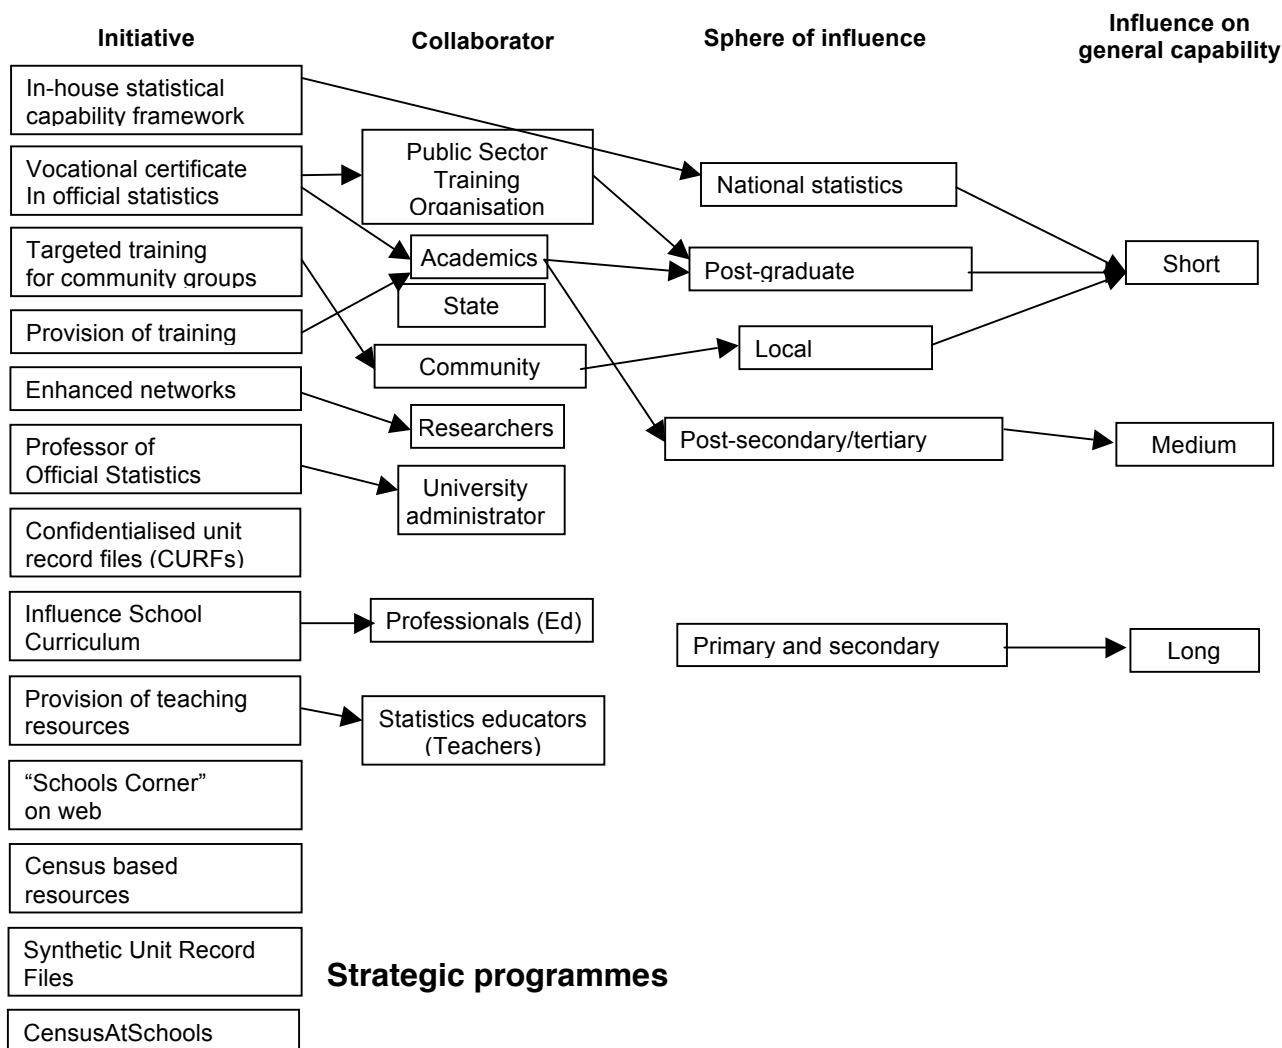 Initiative
Collaborator
Sphere of influence
Influence on
general capability
In-house statistical
capability framework
Vocational certificate
In official statistics
Targeted training
for community groups
Provision of training
Enhanced networks
Professor of
Official Statistics
Confidentialised unit
record files (CURFs)
Influence School
Curriculum
Provision of teaching
resources
“Schools Corner”
on web
Census based
resources
Synthetic Unit Record
Files
CensusAtSchools
Public Sector
Training
Organisation
Academics
State
Community
Researchers
University
administrator
Professionals (Ed)
Statistics educators
(Teachers)
National statistics
Post-graduate
Local
Post-secondary/tertiary
Primary and secondary
Short
Medium
Long
Strategic programmes